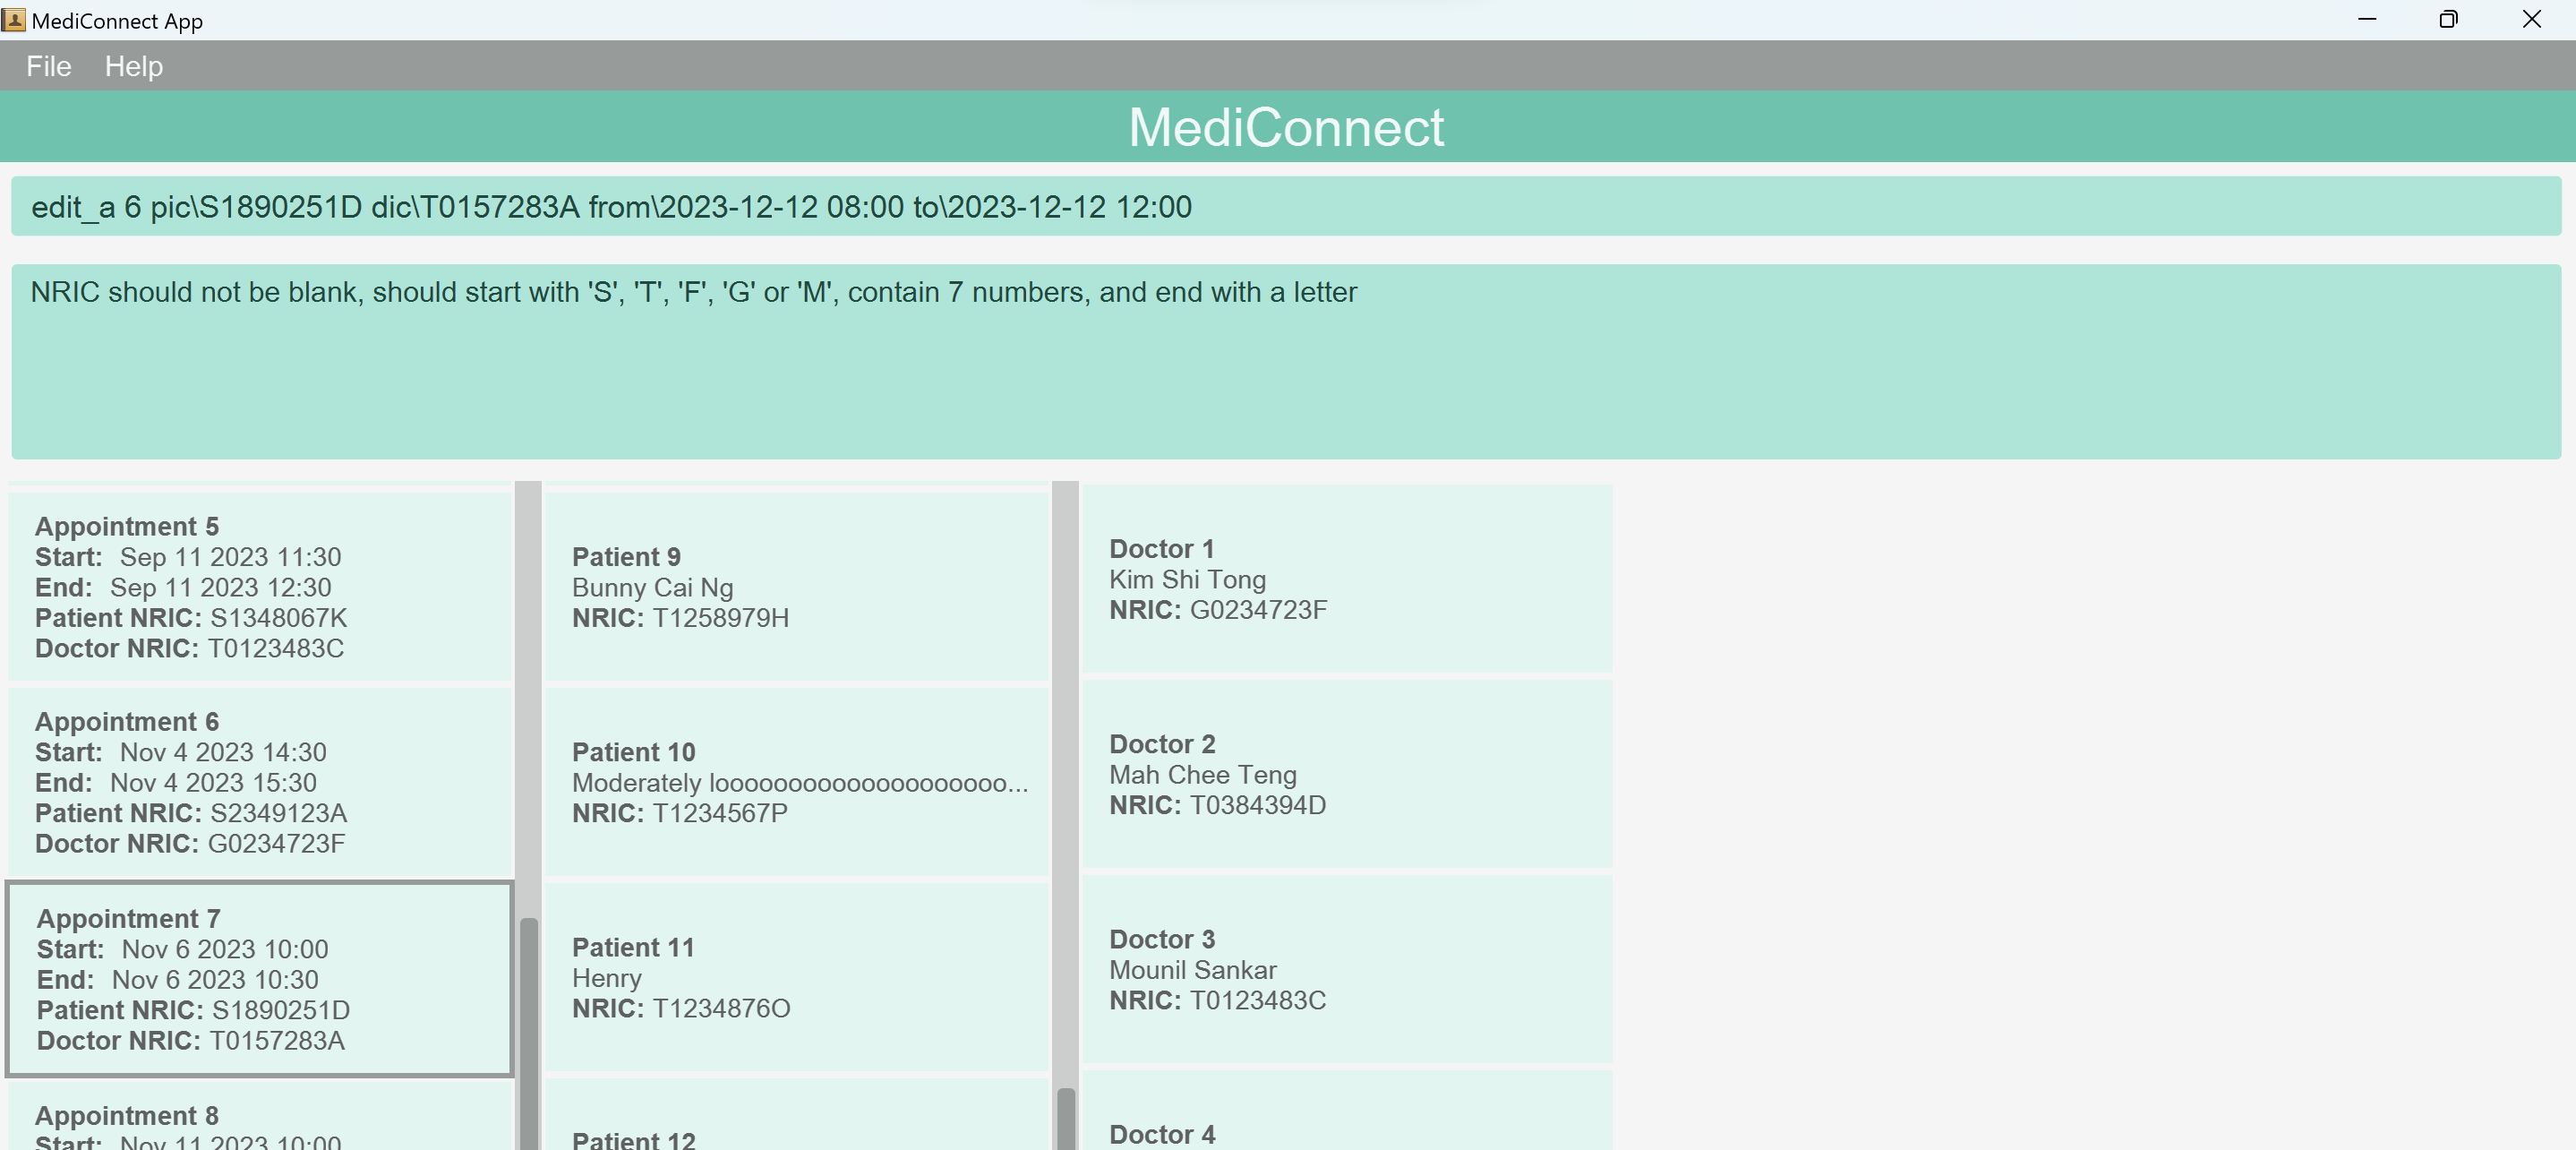 MediConnect App
File Help
MediConnect
edit_a 6 pic\S1890251D dic\T0157283A from\2023-12-12 08:00 to\2023-12-12 12:00
NRIC should not be blank, should start with 'S', 'T', 'F', 'G' or 'M', contain 7 numbers, and end with a letter
Appointment 5
Start: Sep 11 2023 11:30
End: Sep 11 2023 12:30
Patient NRIC: S1348067K
Doctor NRIC: T0123483C
Appointment 6
Start: Nov 4 2023 14:30
End: Nov 4 2023 15:30
Patient NRIC: S2349123A
Doctor NRIC: G0234723F
Appointment 7
Start: Nov 6 2023 10:00
End: Nov 6 2023 10:30
Patient NRIC: S1890251D
Doctor NRIC: T0157283A
Appointment 8
Start: Nov 11 2023 10:00
Patient 9
Bunny Cai Ng
NRIC: T1258979H
Patient 10
Moderately looooooooooooooooooooo...
NRIC: T1234567P
Patient 11
Henry
NRIC: T1234876O
Patient 12
Doctor 1
Kim Shi Tong
NRIC: G0234723F
Doctor 2
Mah Chee Teng
NRIC: T0384394D
Doctor 3
Mounil Sankar
NRIC: T0123483C
Doctor 4